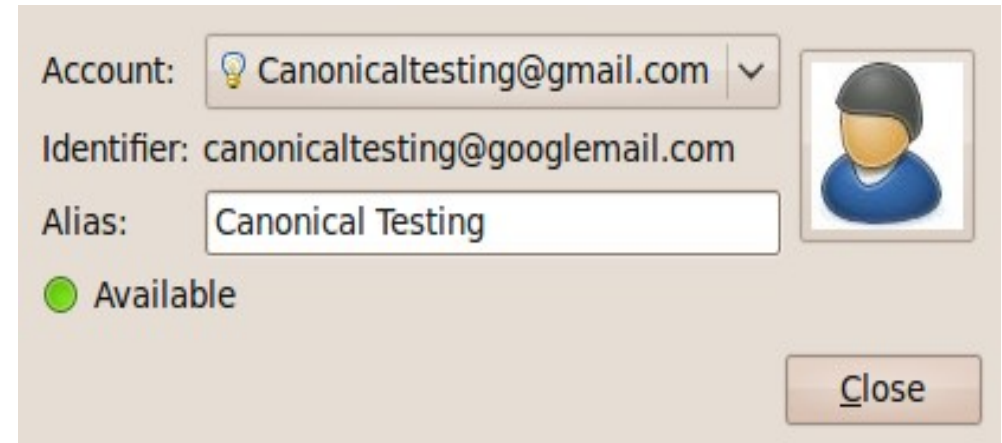 Account: Canonicaltesting@gmail.com
Identifier: canonicaltesting@googlemail.com
Alias: Canonical Testing
Available
Close